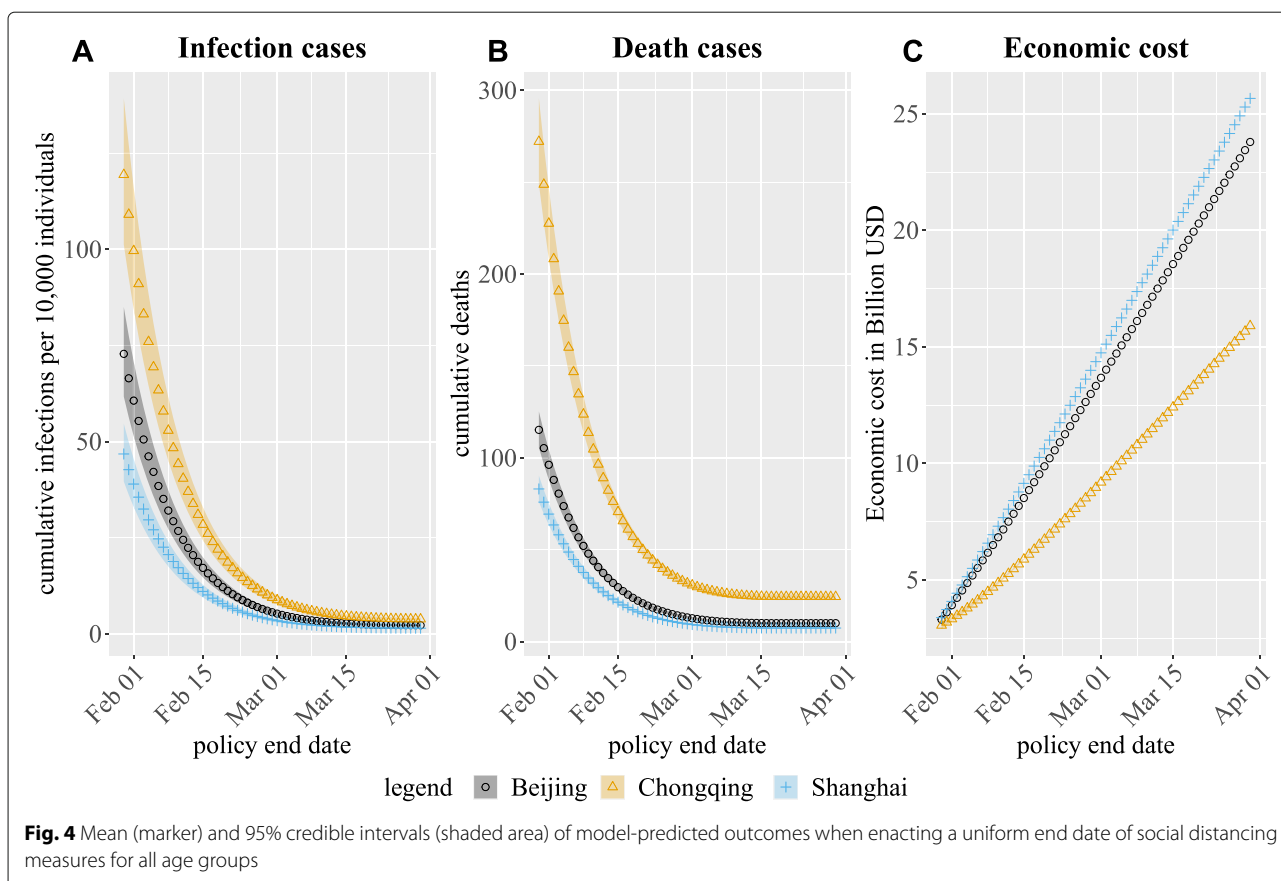 A Infection cases
cumulative infections per 10,000 individuals
100
50
0
Feb 01
Feb 15
Mar 01
Mar 15
Apr 01
policy end date
B Death cases
cumulative deaths
300
200
100
0
Feb 01
Feb 15
Mar 01
Mar 15
Apr 01
policy end date
C Economic cost
Economic cost in Billion USD
25
20
15
10
5
Feb 01
Feb 15
Mar 01
Mar 15
Apr 01
policy end date
legend Beijing Chongqing Shanghai
Fig. 4 Mean (marker) and 95% credible intervals (shaded area) of model-predicted outcomes when enacting a uniform end date of social distancing
measures for all age groups